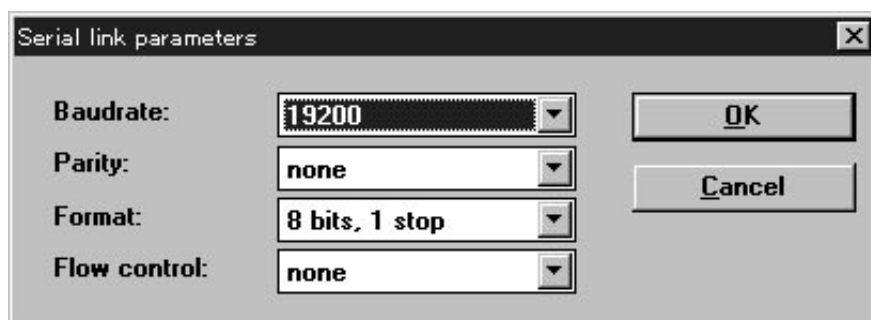 Serial link parameters
Baudrate: 19200 OK
Parity: none
Cancel
Format: 8 bits, 1 stop
Flow control: none